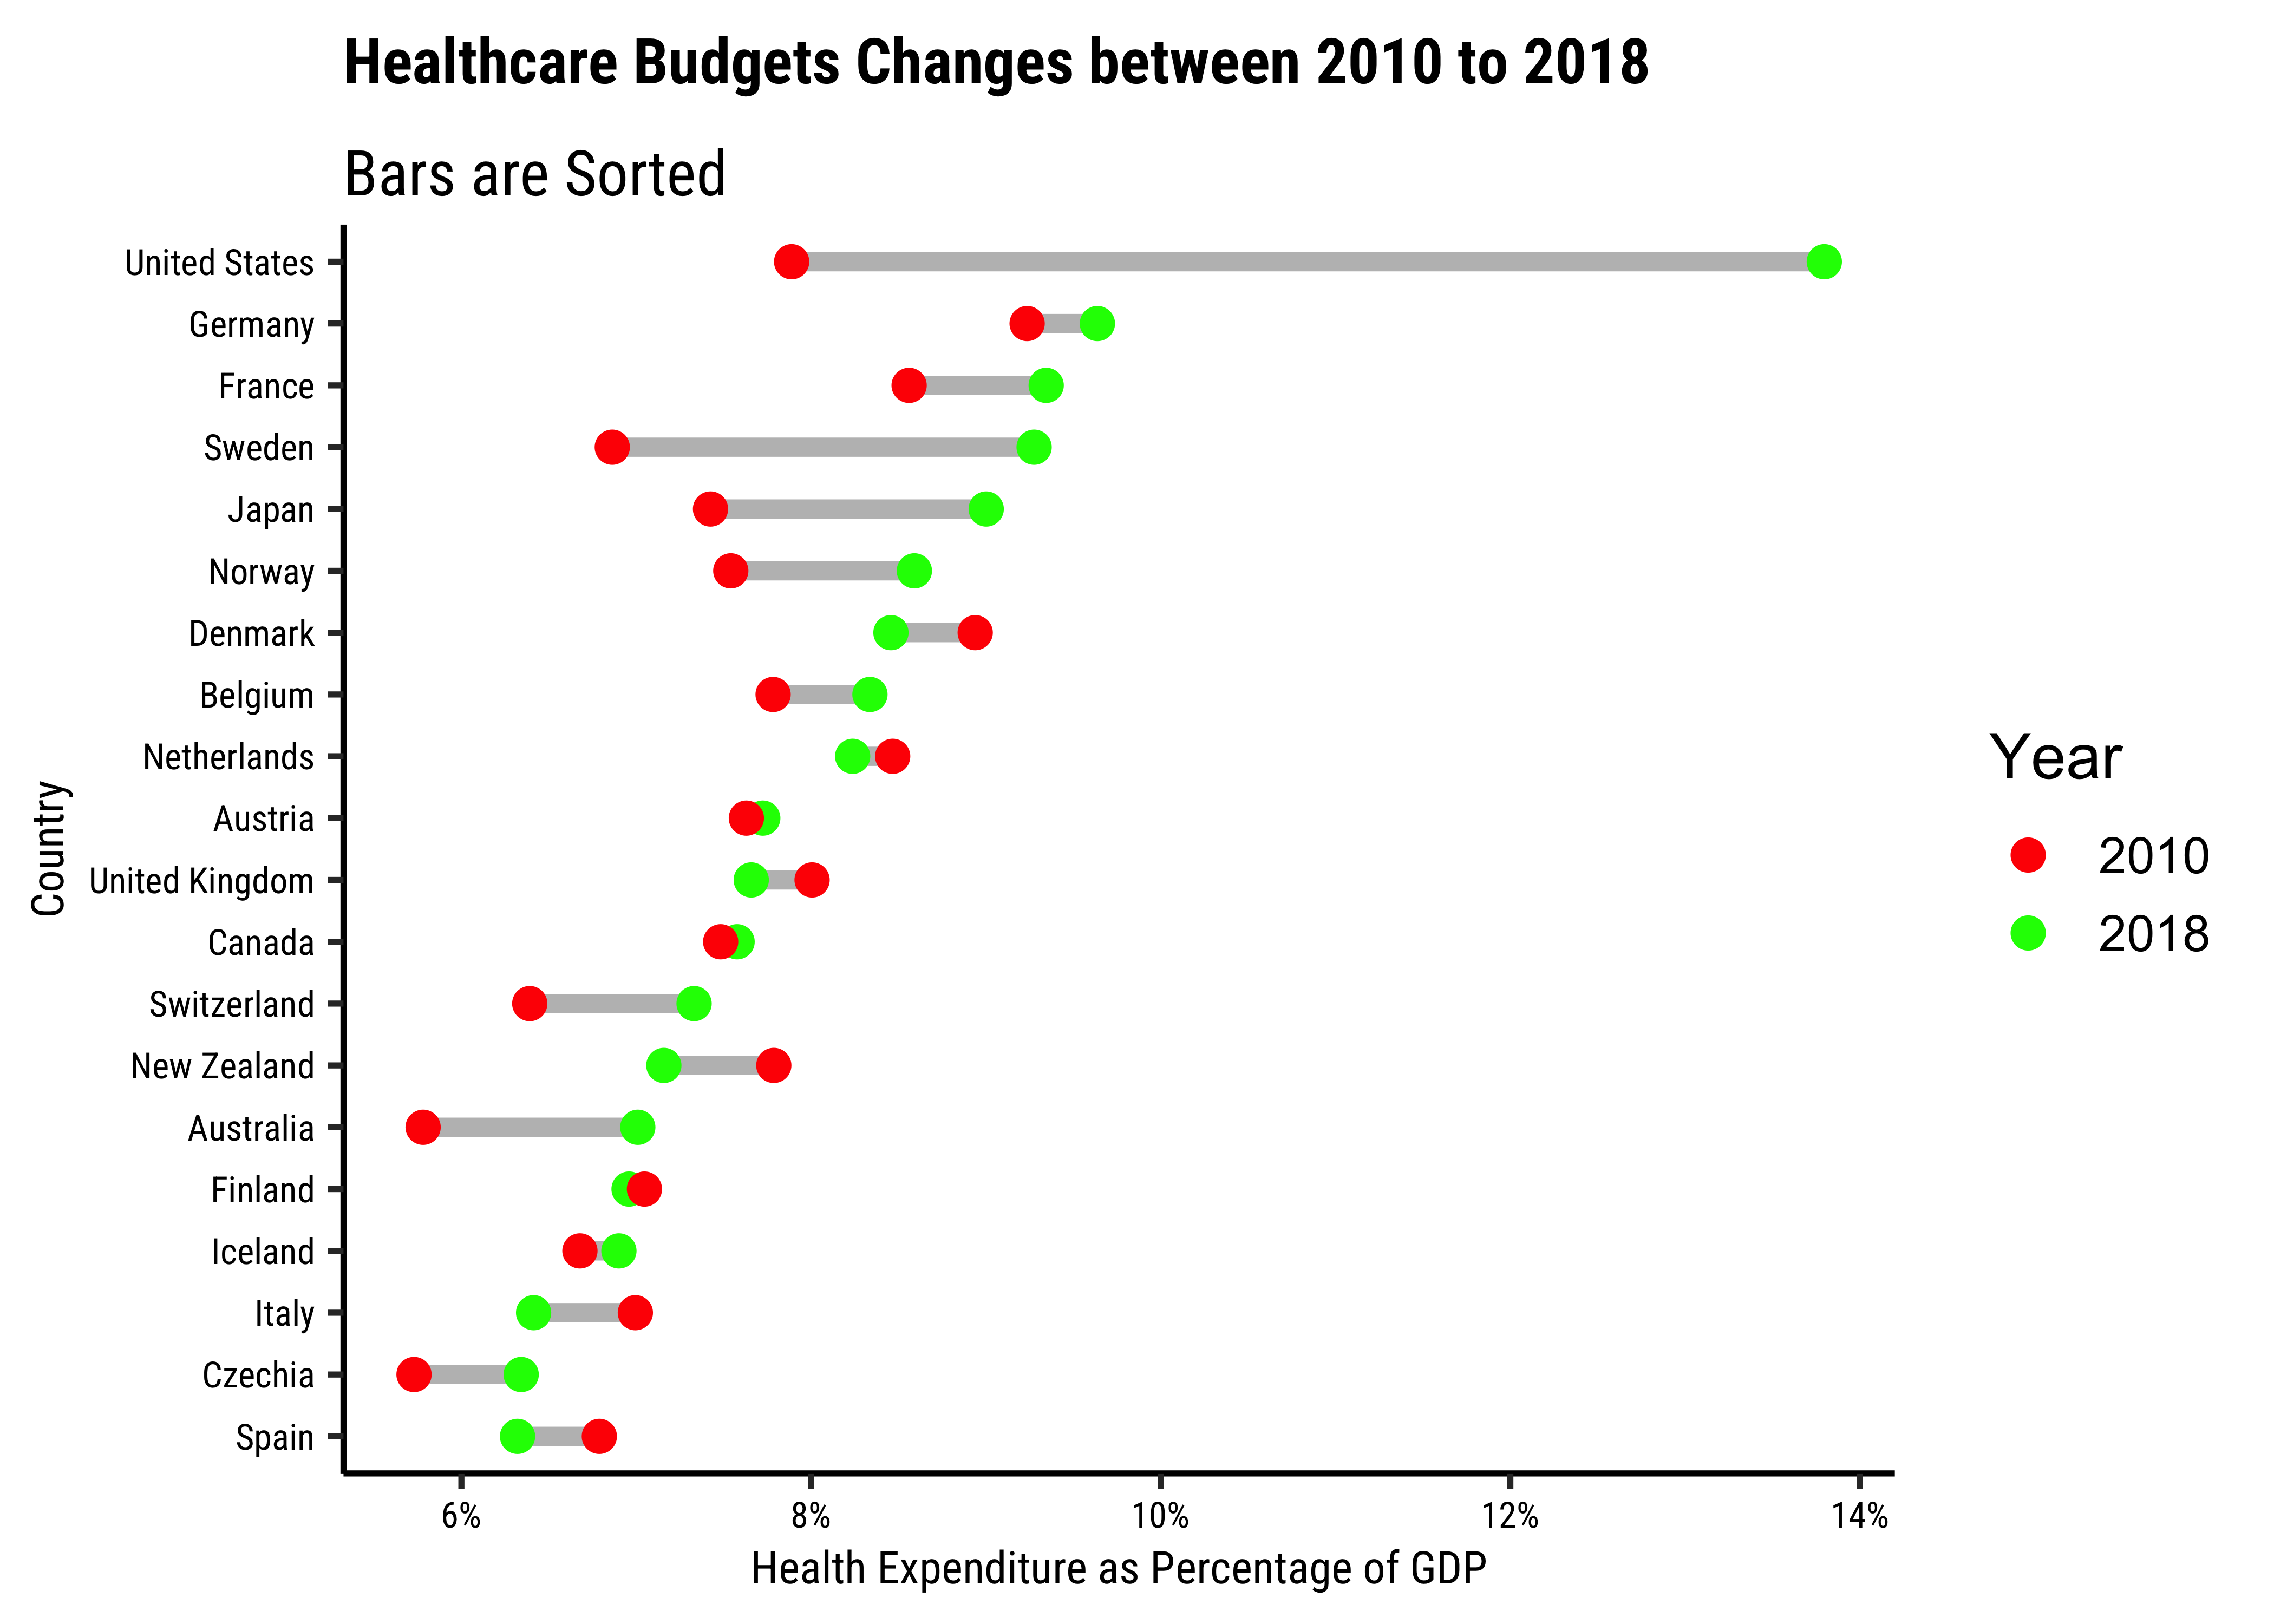 Healthcare Budgets Changes between 2010 to 2018
Bars are Sorted
Country
United States
Germany
France
Sweden
Japan
Norway
Denmark
Belgium
Netherlands
Austria
United Kingdom
Canada
Switzerland
New Zealand
Australia
Finland
Iceland
Italy
Czechia
Spain
6% 8% 10% 12% 14%
Health Expenditure as Percentage of GDP
Year
2010
2018